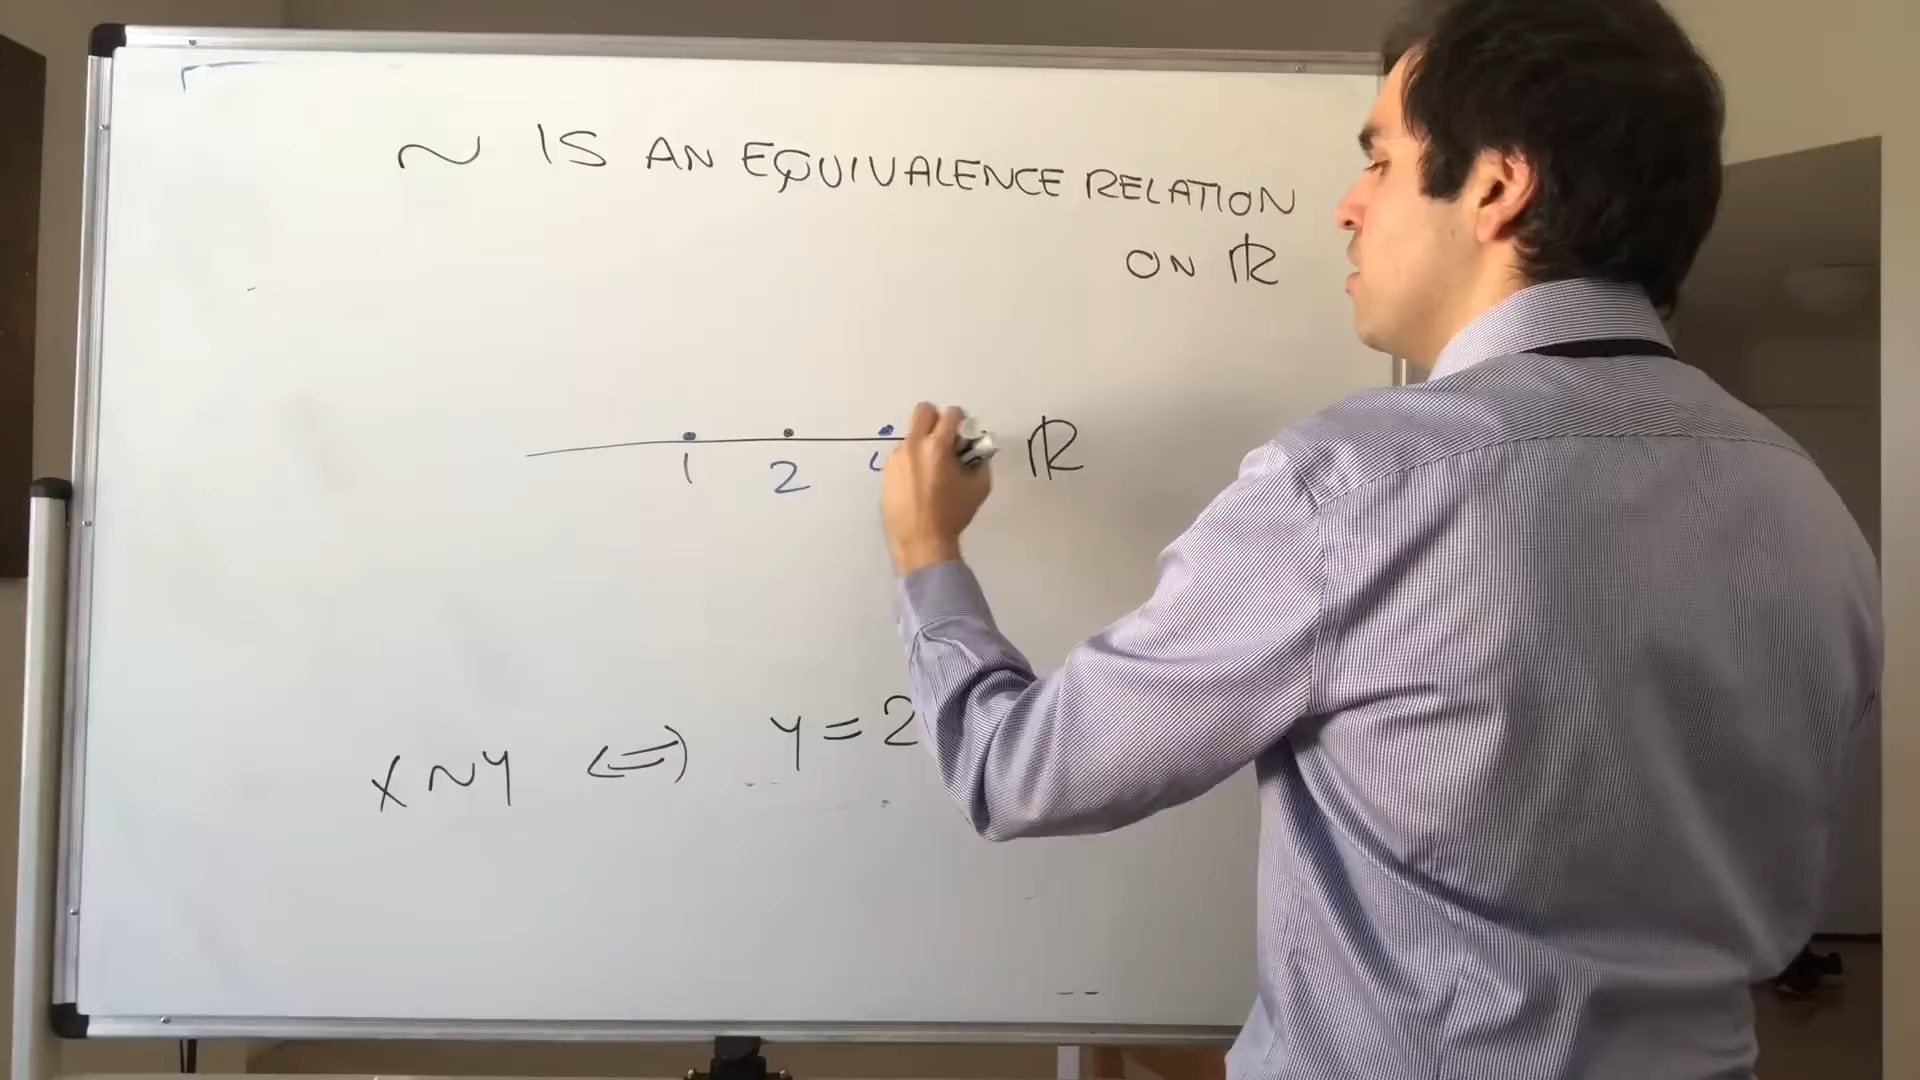 ~ IS AN EQUIVALENCE RELATION
ON ℝ
ℝ
1 2
x ~ y ⇔ y = 2